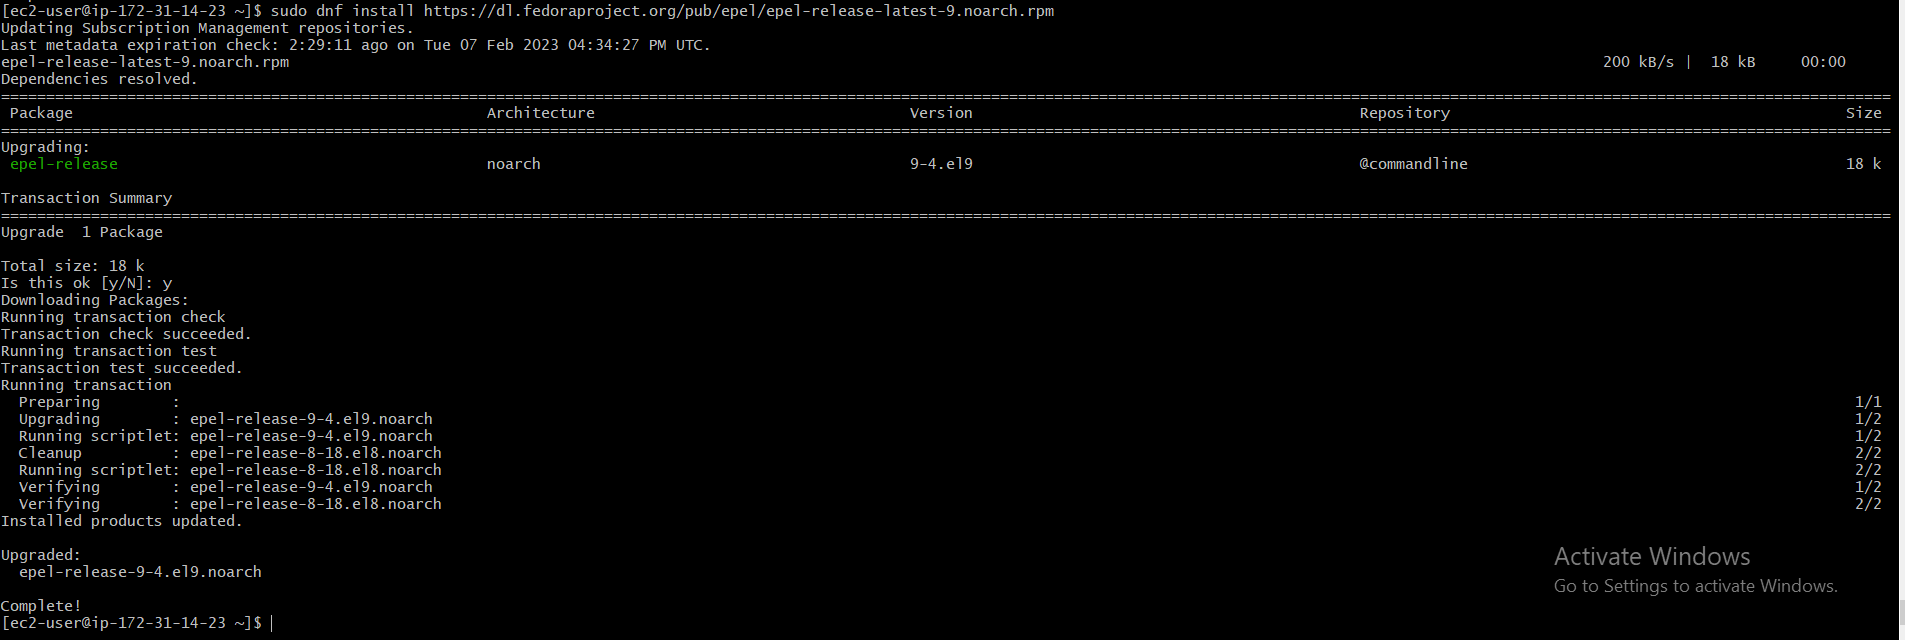 [ec2-user@ip-172-31-14-23 ~]$ sudo dnf install https://dl.fedoraproject.org/pub/epel/epel-release-latest-9.noarch.rpm
Updating Subscription Management repositories.
Last metadata expiration check: 2:29:11 ago on Tue 07 Feb 2023 04:34:27 PM UTC.
epel-release-latest-9.noarch.rpm 200 kB/s | 18 kB 00:00
Dependencies resolved.
Package Architecture Version Repository Size
Upgrading:
epel-release noarch 9-4.el9 @commandline 18 k
Transaction Summary
Upgrade 1 Package
Total size: 18 k
Is this ok [y/N]: y
Downloading Packages:
Running transaction check
Transaction check succeeded.
Running transaction test
Transaction test succeeded.
Running transaction
Preparing : 1/1
Upgrading : epel-release-9-4.el9.noarch 1/2
Running scriptlet: epel-release-9-4.el9.noarch 1/2
Cleanup : epel-release-8-18.el8.noarch 2/2
Running scriptlet: epel-release-8-18.el8.noarch 2/2
Verifying : epel-release-9-4.el9.noarch 1/2
Verifying : epel-release-8-18.el8.noarch 2/2
Installed products updated.
Upgraded:
epel-release-9-4.el9.noarch
Complete!
[ec2-user@ip-172-31-14-23 ~]$
Activate Windows
Go to Settings to activate Windows.